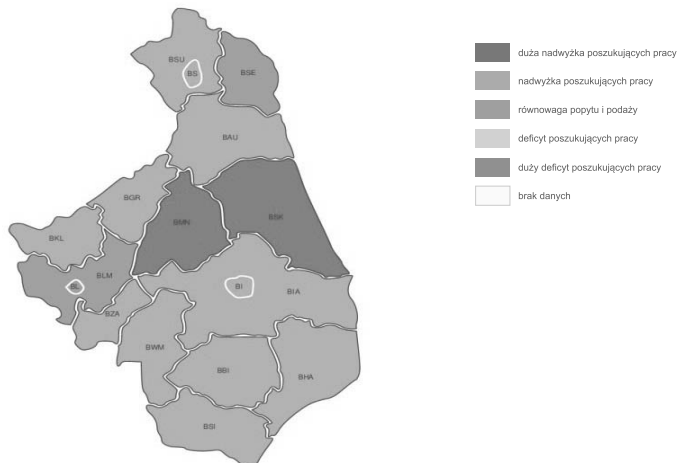 BSU
BS
BSE
BAU
BGR
BMN
BSK
BKL
BLM
BL
BI
BIA
BZA
BWM
BBI
BHA
BSI
duża nadwyżka poszukujących pracy
nadwyżka poszukujących pracy
równowaga popytu i podaży
deficyt poszukujących pracy
duży deficyt poszukujących pracy
brak danych